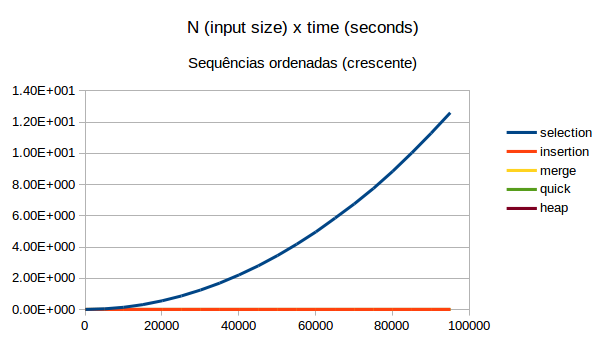 N (input size) x time (seconds)
Sequências ordenadas (crescente)
1.40E+001
1.20E+001
1.00E+001
8.00E+000
6.00E+000
4.00E+000
2.00E+000
0.00E+000
0 20000 40000 60000 80000 100000
selection
insertion
merge
quick
heap